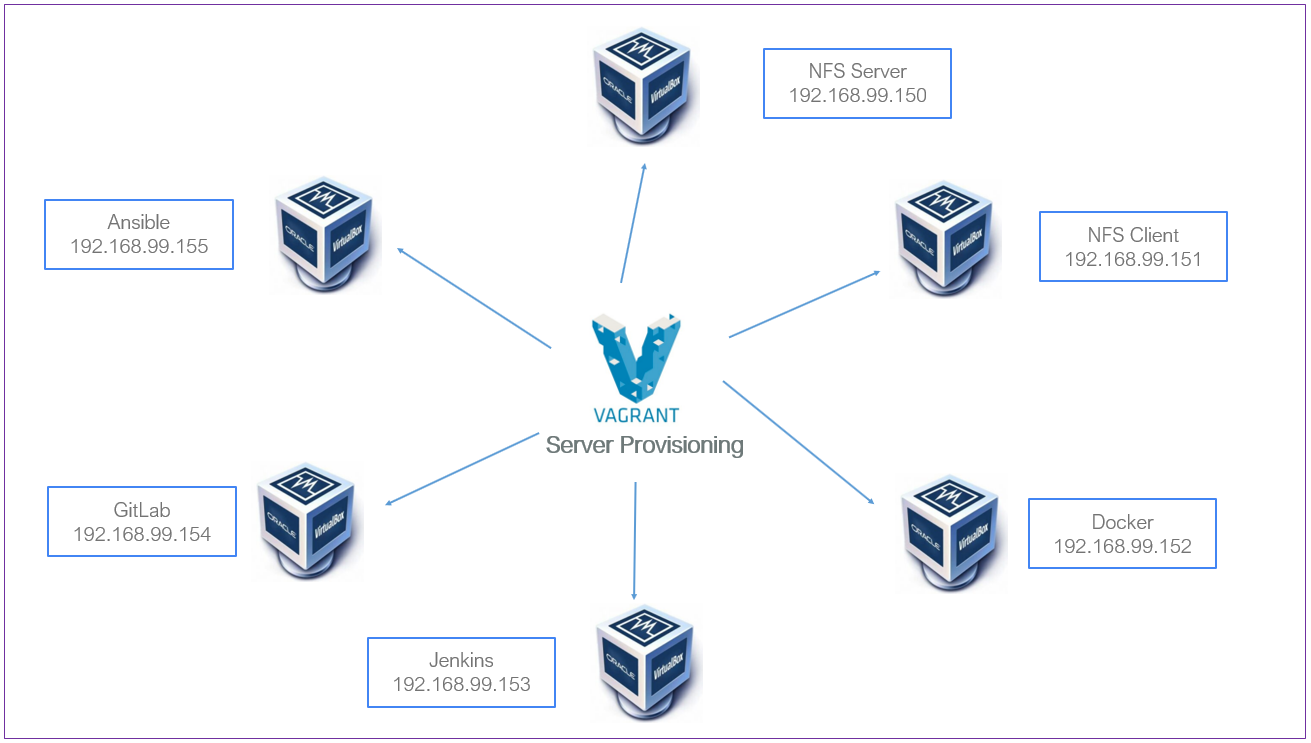 NFS Server
192.168.99.150
ORACLE
VirtualBox
Ansible
192.168.99.155
ORACLE
VirtualBox
ORACLE
VirtualBox
NFS Client
192.168.99.151
VAGRANT
Server Provisioning
GitLab
192.168.99.154
ORACLE
VirtualBox
ORACLE
VirtualBox
Docker
192.168.99.152
Jenkins
192.168.99.153
ORACLE
VirtualBox